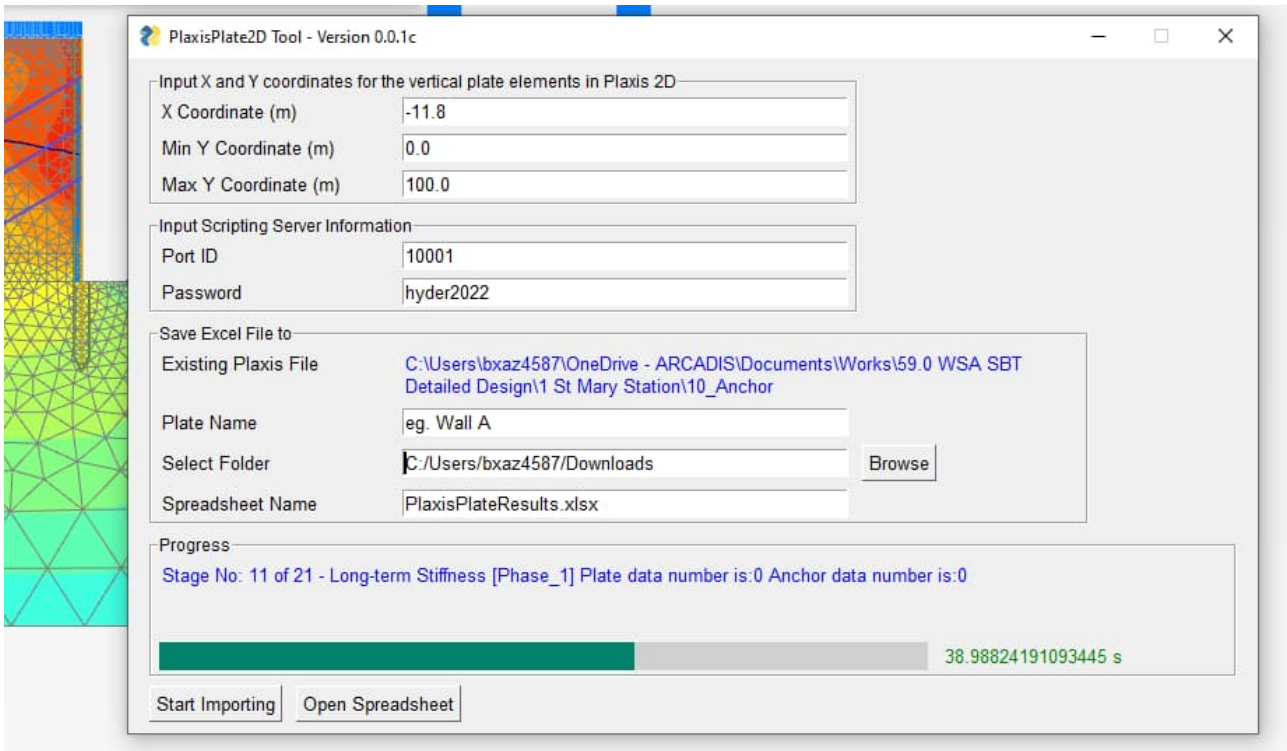 PlaxisPlate2D Tool - Version 0.0.1c
Input X and Y coordinates for the vertical plate elements in Plaxis 2D
X Coordinate (m) -11.8
Min Y Coordinate (m) 0.0
Max Y Coordinate (m) 100.0
Input Scripting Server Information
Port ID 10001
Password hyder2022
Save Excel File to
Existing Plaxis File C:\Users\bxaz4587\OneDrive - ARCADIS\Documents\Works\59.0 WSA SBT
Detailed Design\1 St Mary Station\10_Anchor
Plate Name eg. Wall A
Select Folder C:/Users/bxaz4587/Downloads Browse
Spreadsheet Name PlaxisPlateResults.xlsx
Progress
Stage No: 11 of 21 - Long-term Stiffness [Phase_1] Plate data number is:0 Anchor data number is:0
38.98824191093445 s
Start Importing Open Spreadsheet